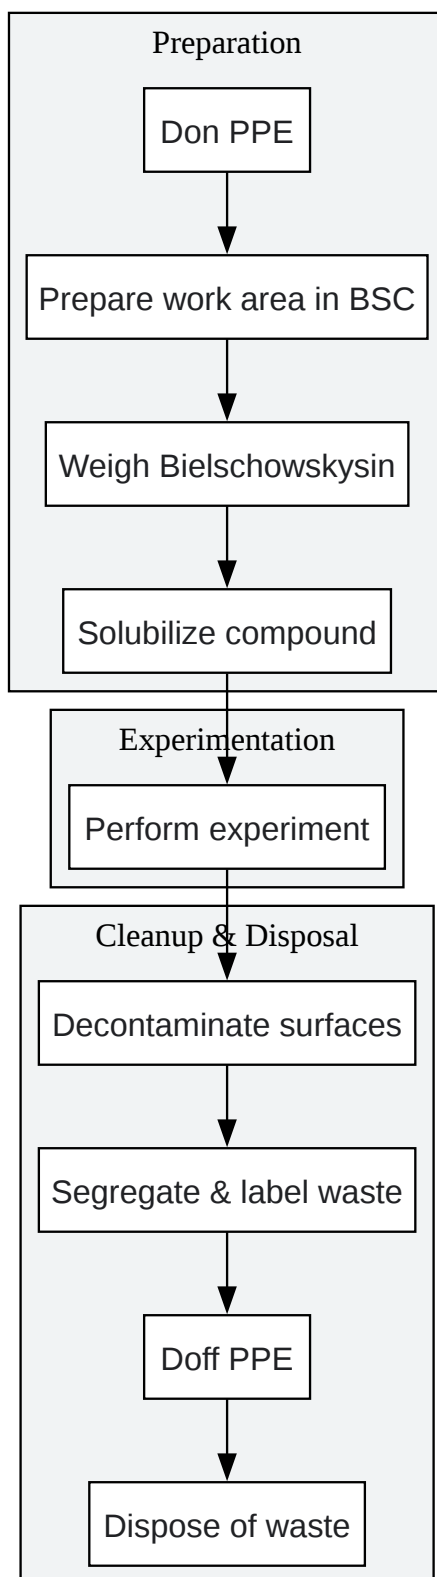 Preparation
Don PPE
Prepare work area in BSC
Weigh Bielschowskysin
Solubilize compound
Experimentation
Perform experiment
Cleanup & Disposal
Decontaminate surfaces
Segregate & label waste
Doff PPE
Dispose of waste